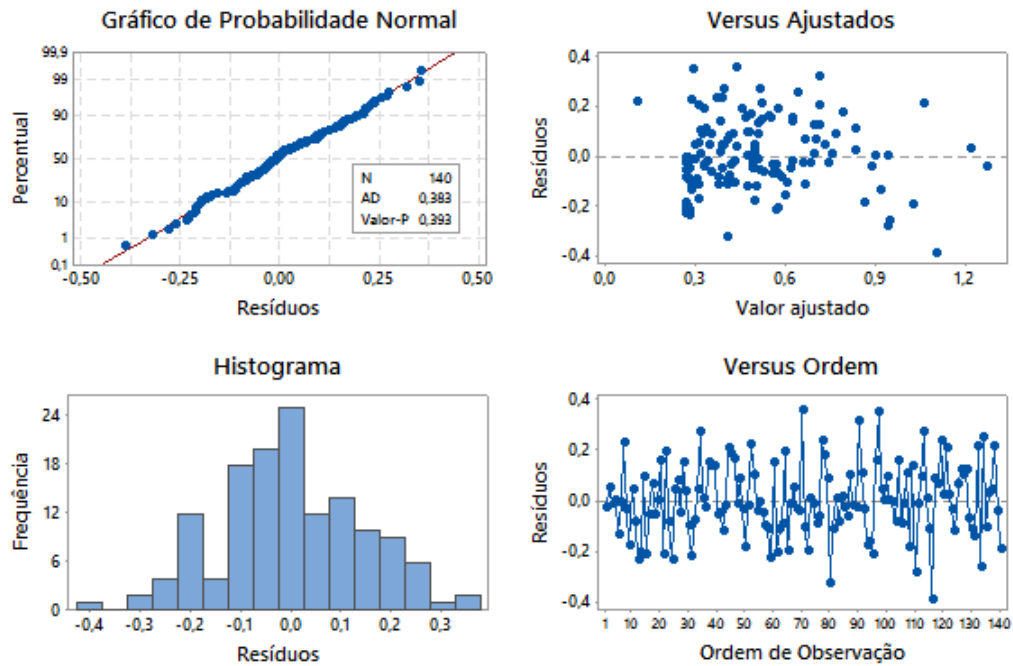 Gráfico de Probabilidade Normal
99,9
99
90
50
10
1
0,1
Percentual
N 140
AD 0,383
Valor-P 0,393
-0,50 -0,25 0,00 0,25 0,50
Resíduos
Versus Ajustados
0,4
0,2
0,0
-0,2
-0,4
Resíduos
0,0 0,3 0,6 0,9 1,2
Valor ajustado
Histograma
24
18
12
6
0
Frequência
-0,4 -0,3 -0,2 -0,1 0,0 0,1 0,2 0,3
Resíduos
Versus Ordem
0,4
0,2
0,0
-0,2
-0,4
Resíduos
1 10 20 30 40 50 60 70 80 90 100 110 120 130 140
Ordem de Observação